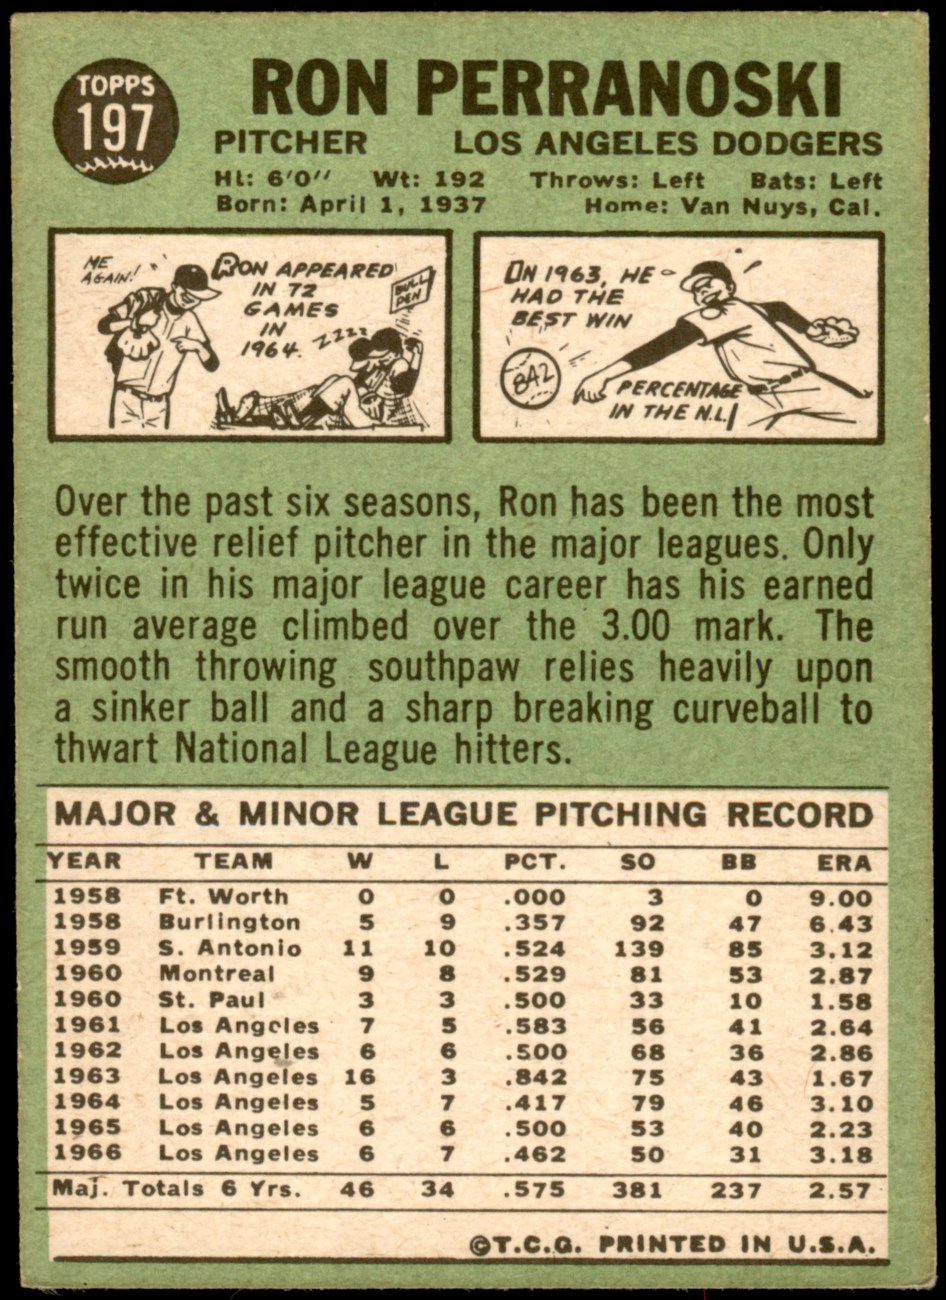 TOPPS
197
RON PERRANOSKI
PITCHER LOS ANGELES DODGERS
Ht: 6'0" Wt: 192 Throws: Left Bats: Left
Born: April 1, 1937 Home: Van Nuys, Cal.
ME AGAIN!
RON APPEARED
IN 72
GAMES
IN
1964.
ZZZZ
BULL PEN
IN 1963, HE
HAD THE
BEST WIN
.842
PERCENTAGE
IN THE N.L.
Over the past six seasons, Ron has been the most
effective relief pitcher in the major leagues. Only
twice in his major league career has his earned
run average climbed over the 3.00 mark. The
smooth throwing southpaw relies heavily upon
a sinker ball and a sharp breaking curveball to
thwart National League hitters.
MAJOR & MINOR LEAGUE PITCHING RECORD
YEAR TEAM W L PCT. SO BB ERA
1958 Ft. Worth 0 0 .000 3 0 9.00
1958 Burlington 5 9 .357 92 47 6.43
1959 S. Antonio 11 10 .524 139 85 3.12
1960 Montreal 9 8 .529 81 53 2.87
1960 St. Paul 3 3 .500 33 10 1.58
1961 Los Angeles 7 5 .583 56 41 2.64
1962 Los Angeles 6 6 .500 68 36 2.86
1963 Los Angeles 16 3 .842 75 43 1.67
1964 Los Angeles 5 7 .417 79 46 3.10
1965 Los Angeles 6 6 .500 53 40 2.23
1966 Los Angeles 6 7 .462 50 31 3.18
Maj. Totals 6 Yrs. 46 34 .575 381 237 2.57
©T.C.G. PRINTED IN U.S.A.